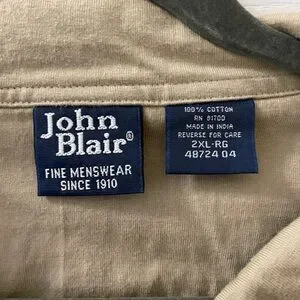 John
Blair®
FINE MENSWEAR
SINCE 1910
100% COTTON
RN 81700
MADE IN INDIA
REVERSE FOR CARE
2XL-RG
48724 04